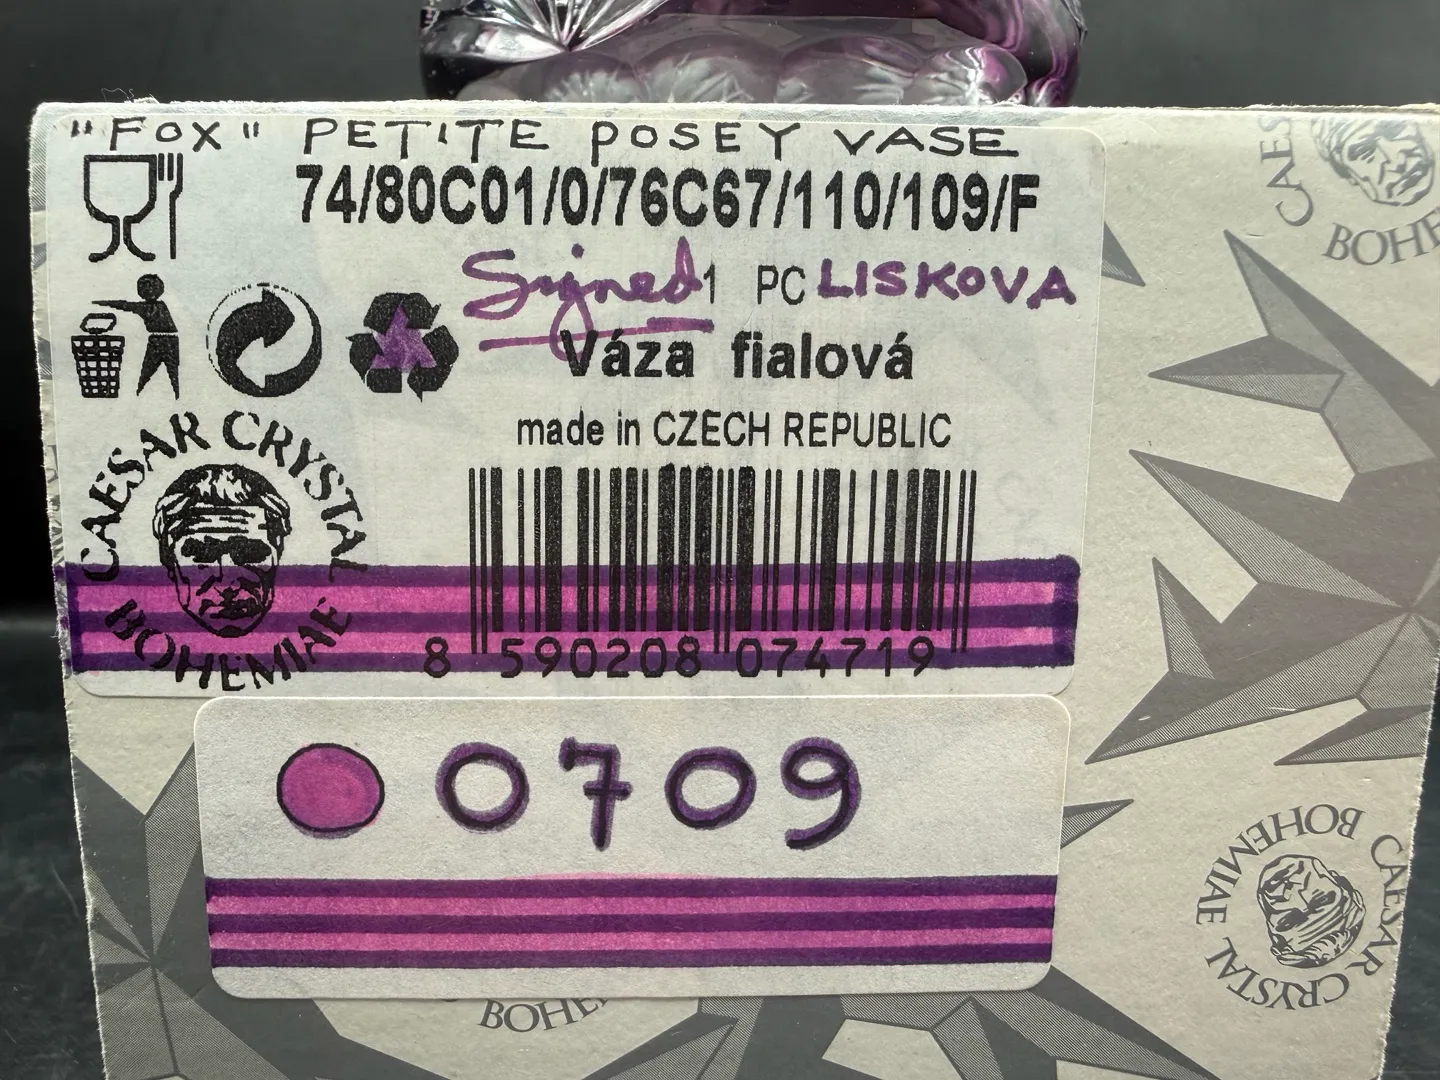 "FOX" PETITE POSEY VASE
74/80C01/0/76C67/110/109/F
Signed 1 PC LISKOVA
Váza fialová
made in CZECH REPUBLIC
CAESAR CRYSTAL
BOHEMIAE
8 590208 074719
0709
CAES
BOHE
CAESAR CRYSTAL
BOHEMIAE
BOHE